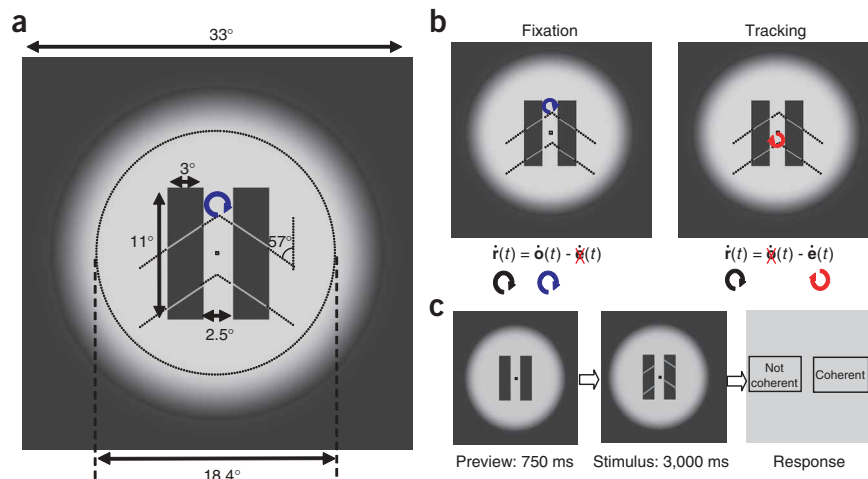 a
33°
3°
11°
57°
2.5°
18.4°
b
Fixation
Tracking
ṙ(t) = ȯ(t) - ė(t)
ṙ(t) = ȯ(t) - ė(t)
c
Not
coherent
Coherent
Preview: 750 ms
Stimulus: 3,000 ms
Response